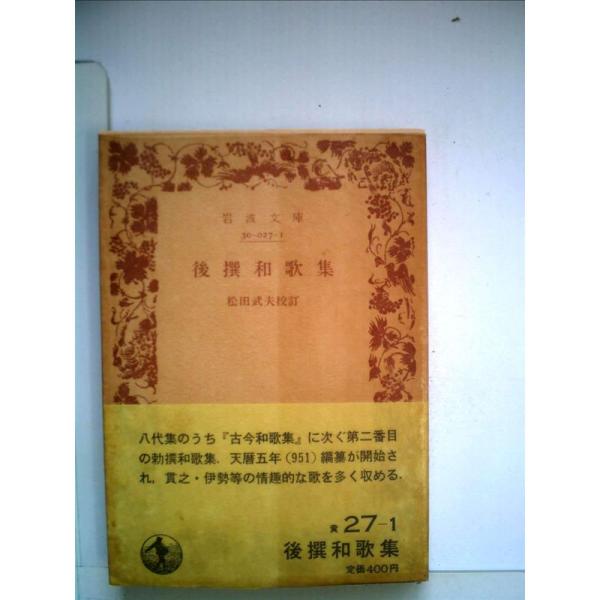 岩波文庫
30-027-1
後撰和歌集
松田武夫校訂
八代集のうち『古今和歌集』に次ぐ第二番目
の勅撰和歌集．天暦五年（951）編纂が開始さ
れ，貫之・伊勢等の情趣的な歌を多く収める．
黄 27-1
後撰和歌集
定価400円